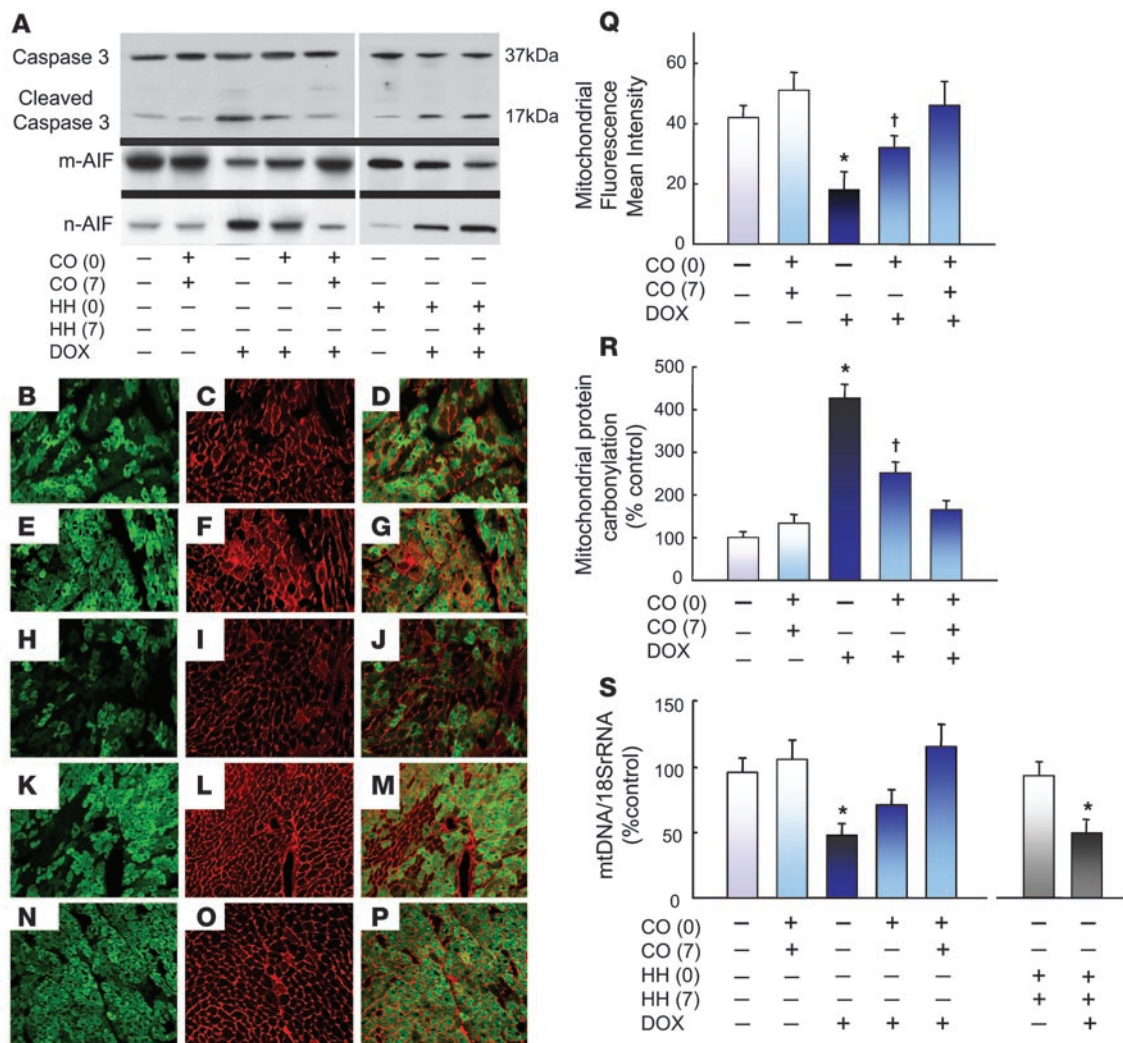 A
Caspase 3
37kDa
Cleaved
Caspase 3
17kDa
m-AIF
n-AIF
CO (0) – + – + + – – –
CO (7) – + – – + – – –
HH (0) – – – – – + + +
HH (7) – – – – – – – +
DOX – – + + + – + +
B C D
E F G
H I J
K L M
N O P
Q
Mitochondrial
Fluorescence
Mean Intensity
60
40
20
0
*
†
CO (0) – + – + +
CO (7) – + – – +
DOX – – + + +
R
Mitochondrial protein
carbonylation
(% control)
500
400
300
200
100
0
*
†
CO (0) – + – + +
CO (7) – + – – +
DOX – – + + +
S
mtDNA/18SrRNA
(%control)
150
100
50
0
*
*
CO (0) – + – + + – –
CO (7) – + – – + – –
HH (0) – – – – – + +
HH (7) – – – – – + +
DOX – – + + + – +